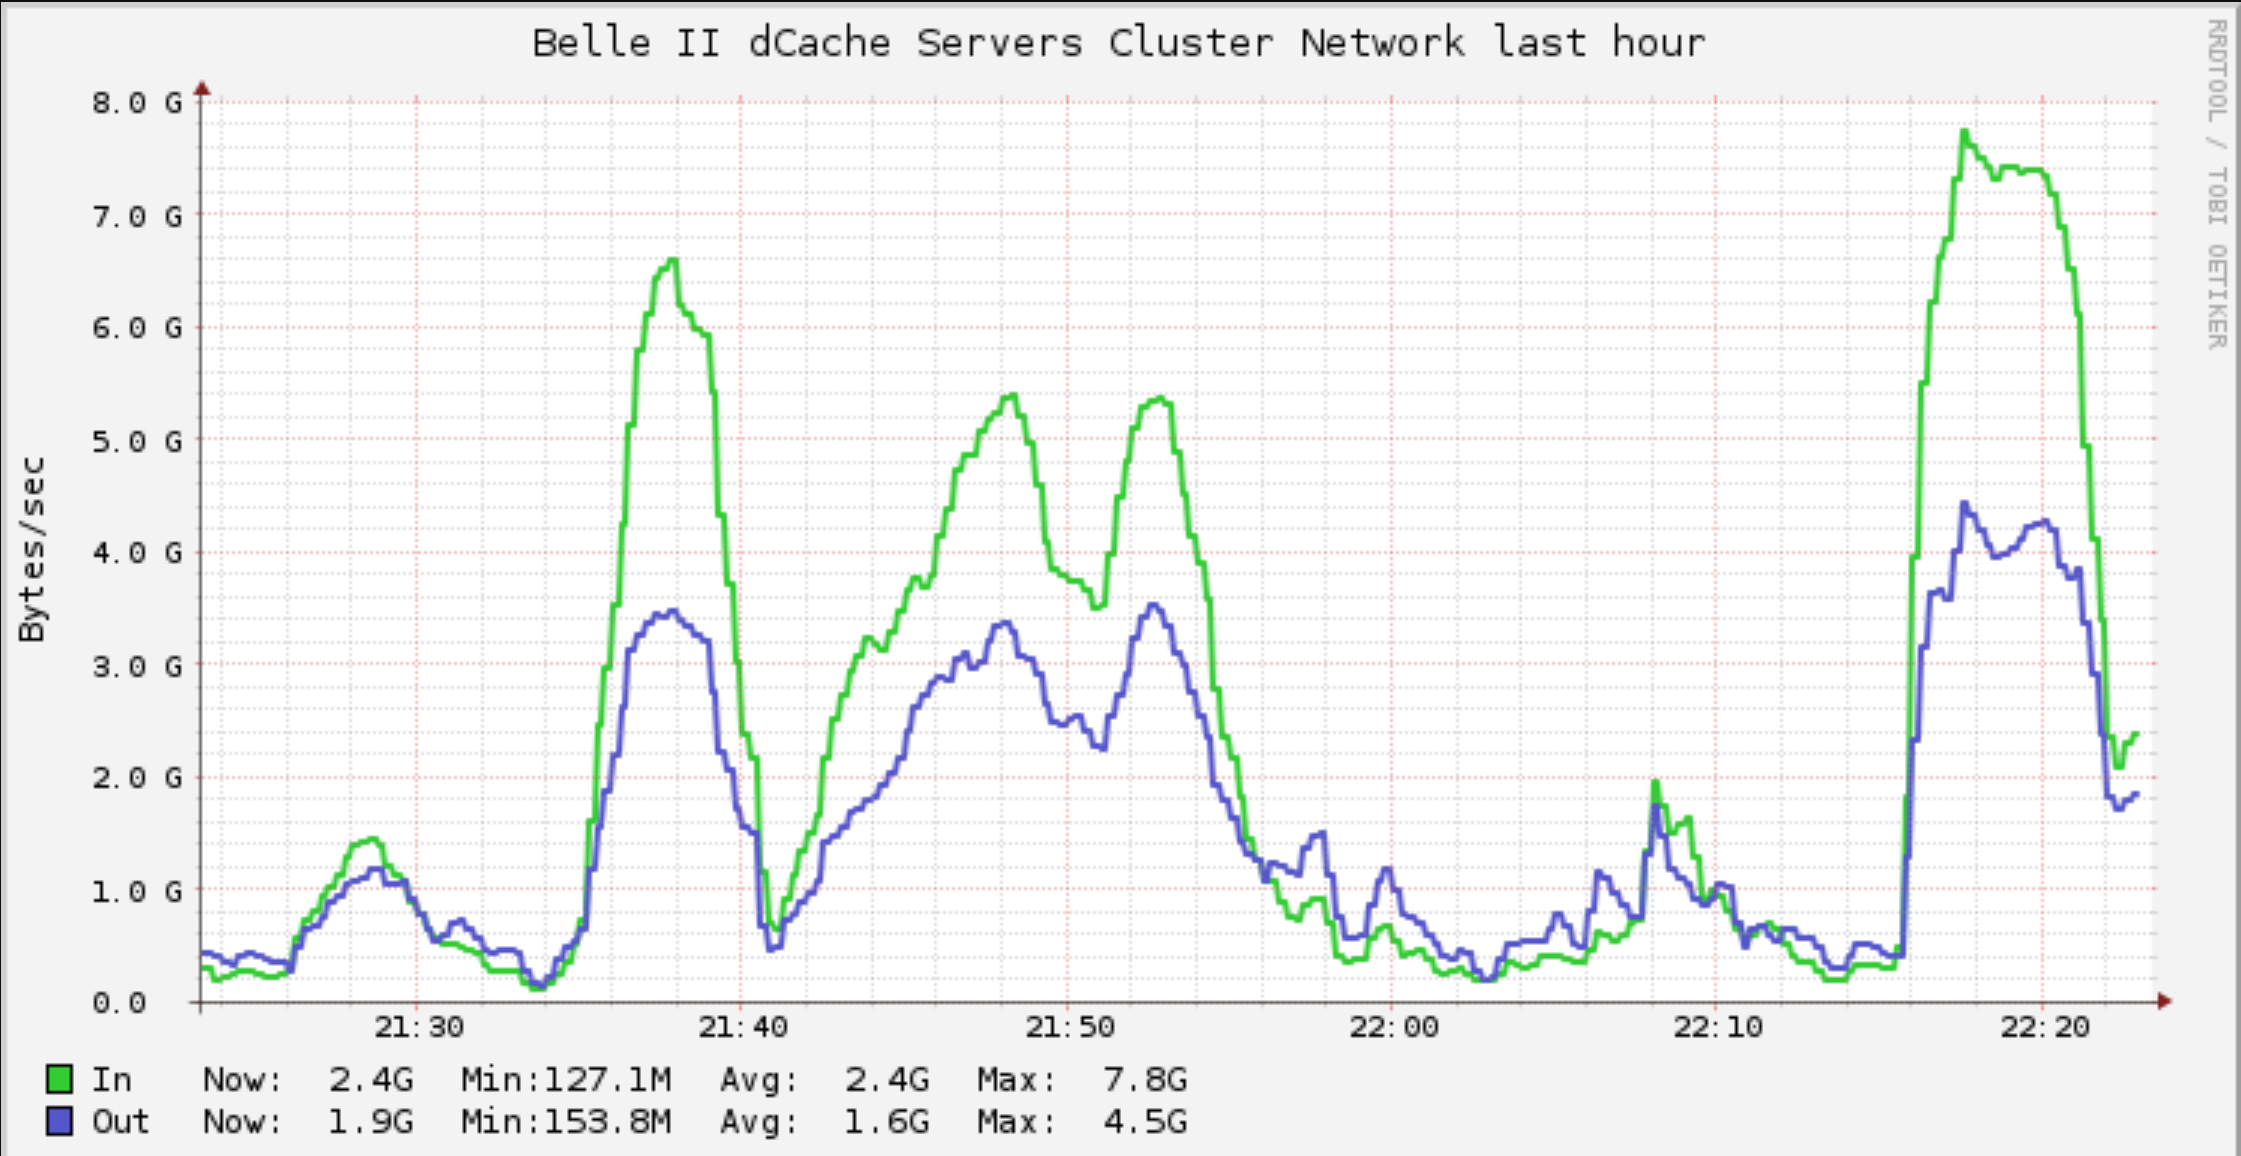 Belle II dCache Servers Cluster Network last hour
RRDTOOL / TOBI OETIKER
Bytes/sec
8.0 G
7.0 G
6.0 G
5.0 G
4.0 G
3.0 G
2.0 G
1.0 G
0.0
21:30 21:40 21:50 22:00 22:10 22:20
In Now: 2.4G Min:127.1M Avg: 2.4G Max: 7.8G
Out Now: 1.9G Min:153.8M Avg: 1.6G Max: 4.5G